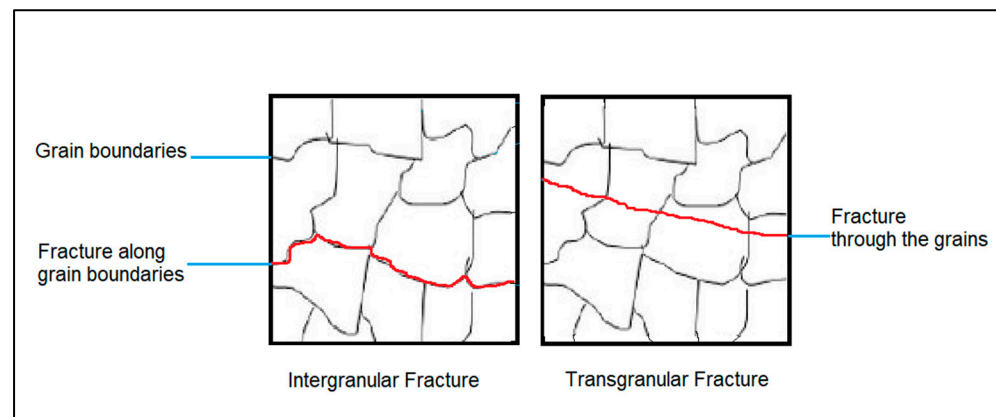 Grain boundaries
Fracture along
grain boundaries
Fracture
through the grains
Intergranular Fracture
Transgranular Fracture